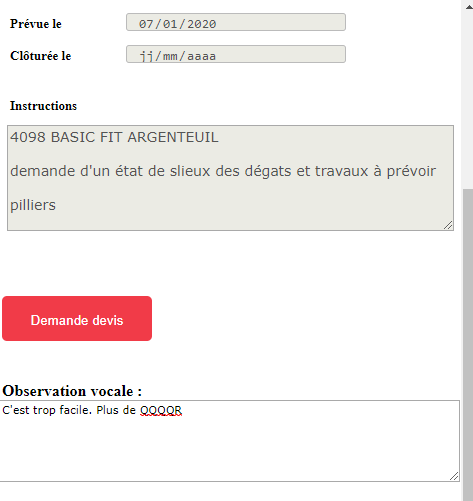 Prévue le 07/01/2020
Clôturée le jj/mm/aaaa
Instructions
4098 BASIC FIT ARGENTEUIL
demande d'un état de slieux des dégats et travaux à prévoir
pilliers
Demande devis
Observation vocale :
C'est trop facile. Plus de QQQQR